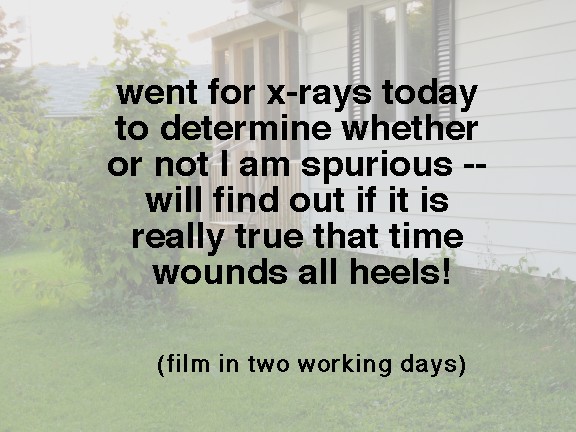 went for x-rays today
to determine whether
or not I am spurious --
will find out if it is
really true that time
wounds all heels!
(film in two working days)